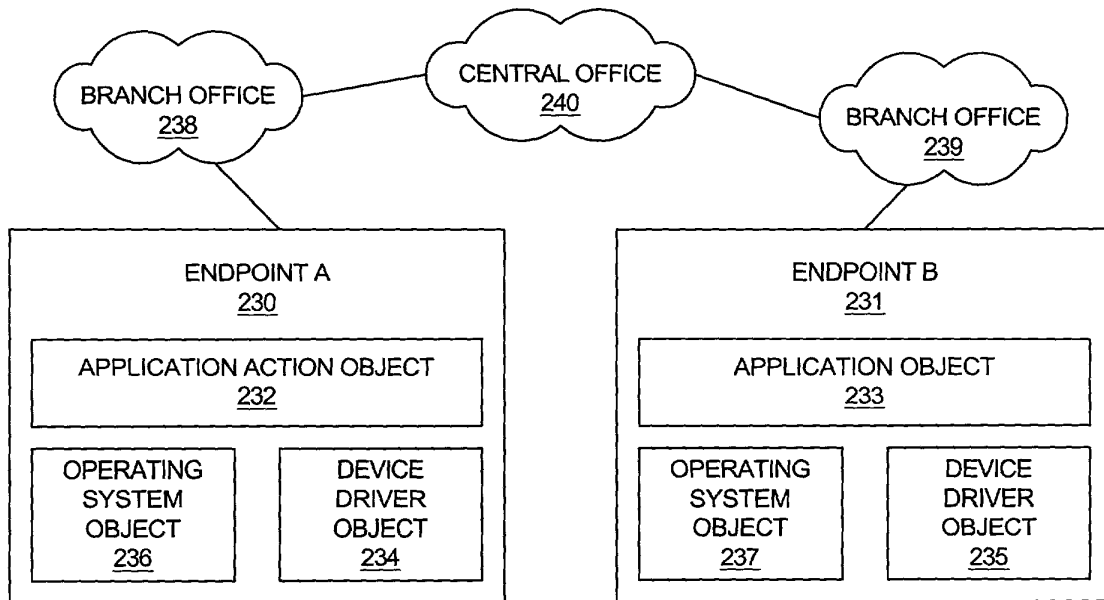 BRANCH OFFICE
238
CENTRAL OFFICE
240
BRANCH OFFICE
239
ENDPOINT A
230
APPLICATION ACTION OBJECT
232
OPERATING
SYSTEM
OBJECT
236
DEVICE
DRIVER
OBJECT
234
ENDPOINT B
231
APPLICATION OBJECT
233
OPERATING
SYSTEM
OBJECT
237
DEVICE
DRIVER
OBJECT
235